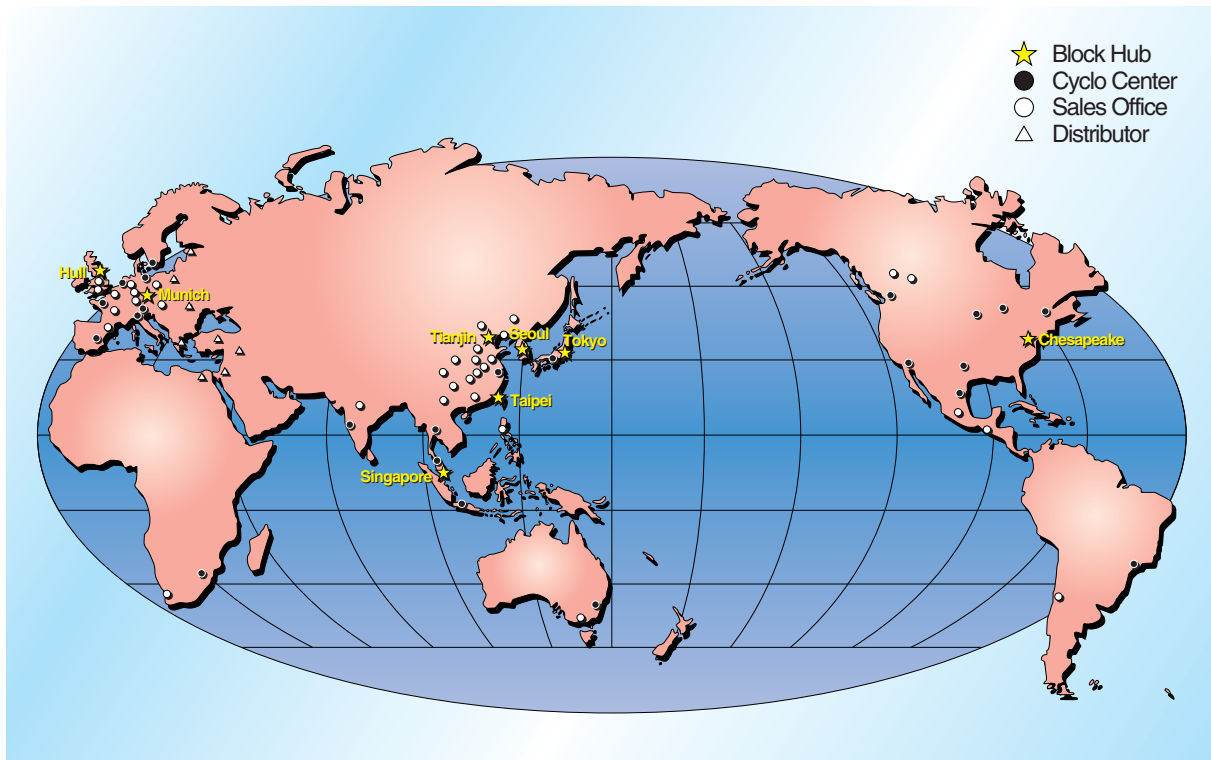 Block Hub
Cyclo Center
Sales Office
Distributor
Hull
Munich
Tianjin
Seoul
Tokyo
Chesapeake
Taipei
Singapore